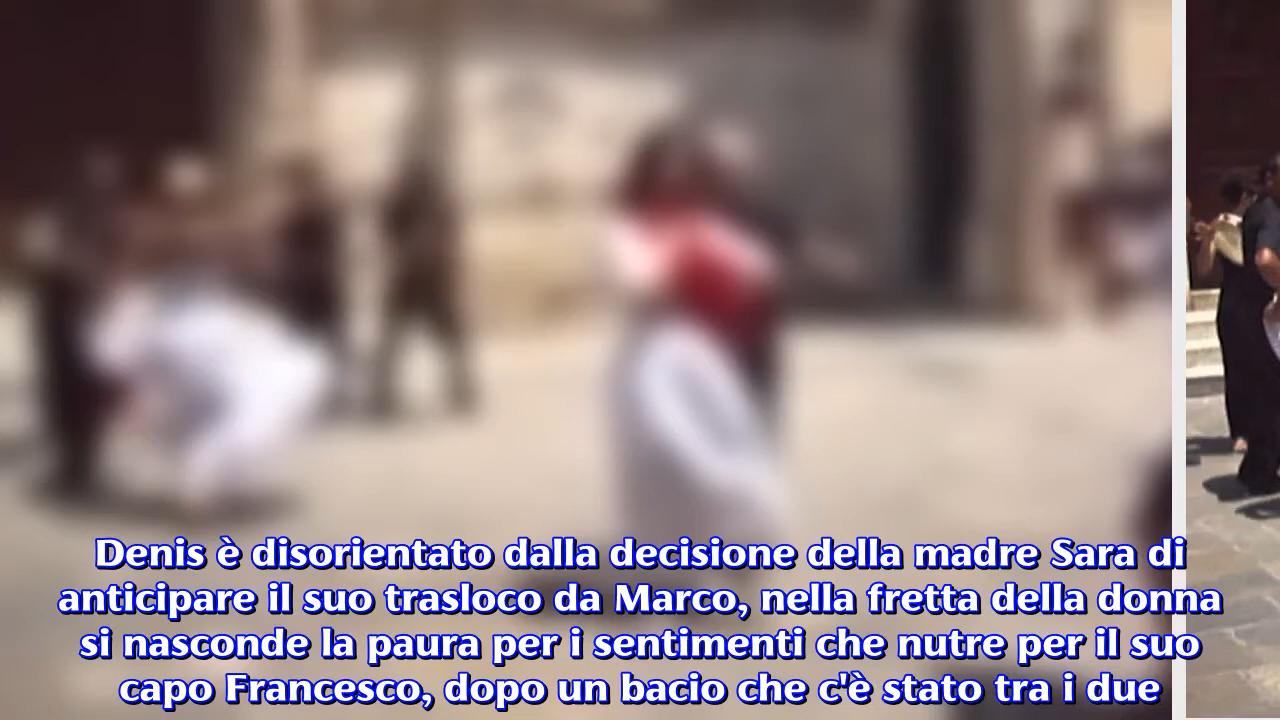 Denis è disorientato dalla decisione della madre Sara di
anticipare il suo trasloco da Marco, nella fretta della donna
si nasconde la paura per i sentimenti che nutre per il suo
capo Francesco, dopo un bacio che c'è stato tra i due